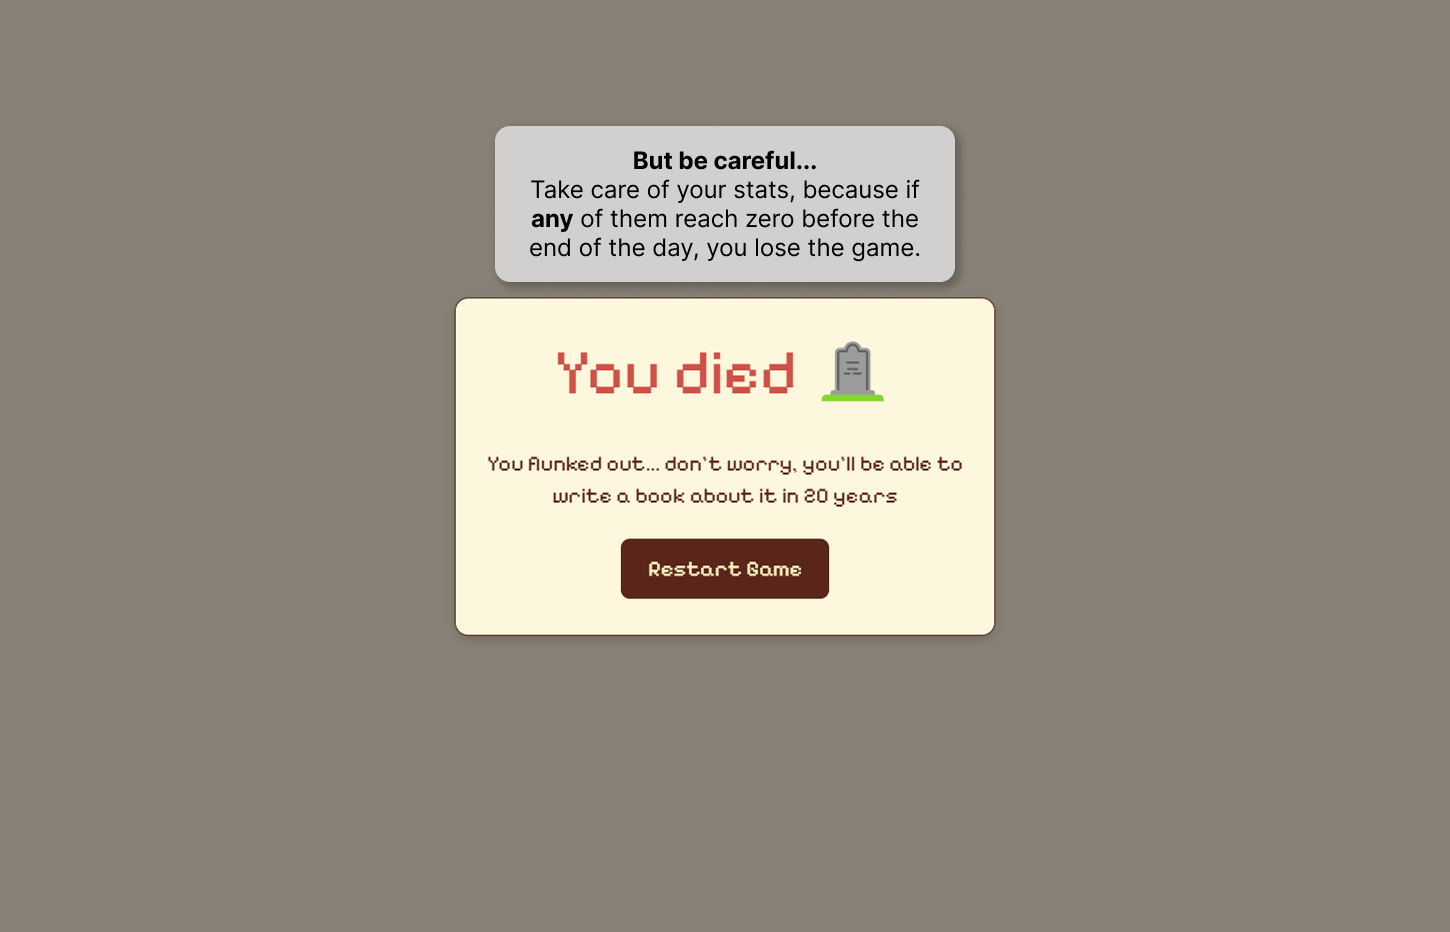 But be careful...
Take care of your stats, because if
any of them reach zero before the
end of the day, you lose the game.
You died
You flunked out... don't worry, you'll be able to
write a book about it in 20 years
Restart Game